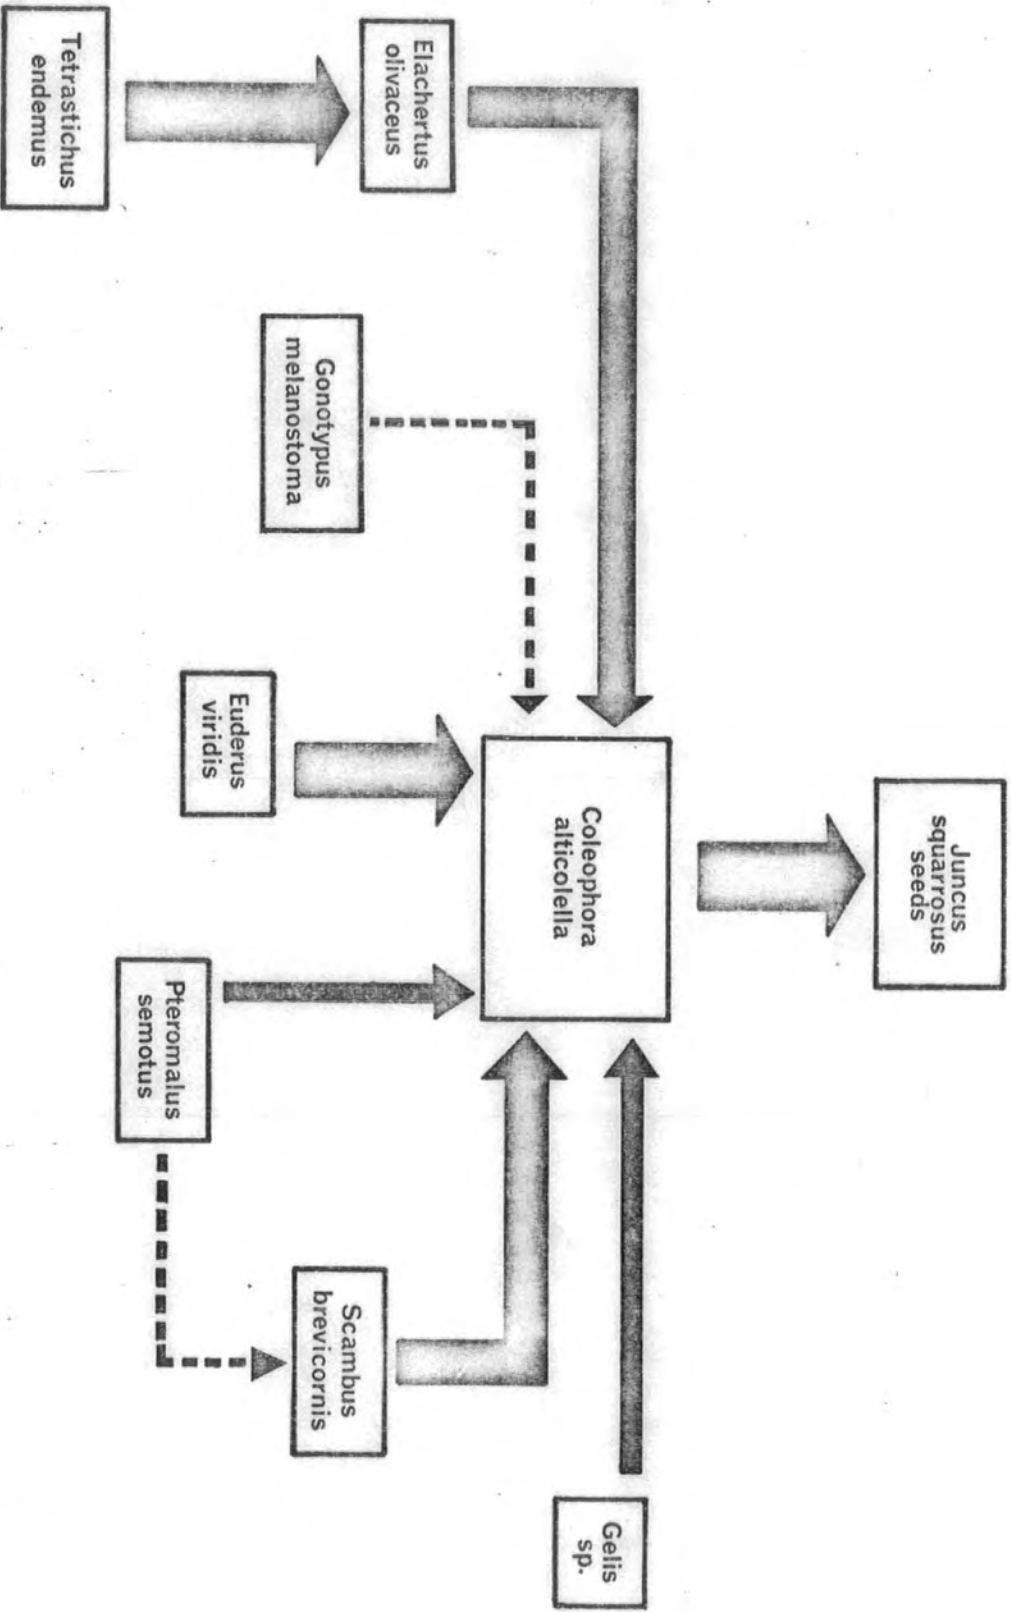 Juncus
squarrosus
seeds
Coleophora
alticolella
Gelis
sp.
Elachertus
olivaceus
Gonotypus
melanostoma
Euderus
viridis
Scambus
brevicornis
Pteromalus
semotus
Tetrastichus
endemus